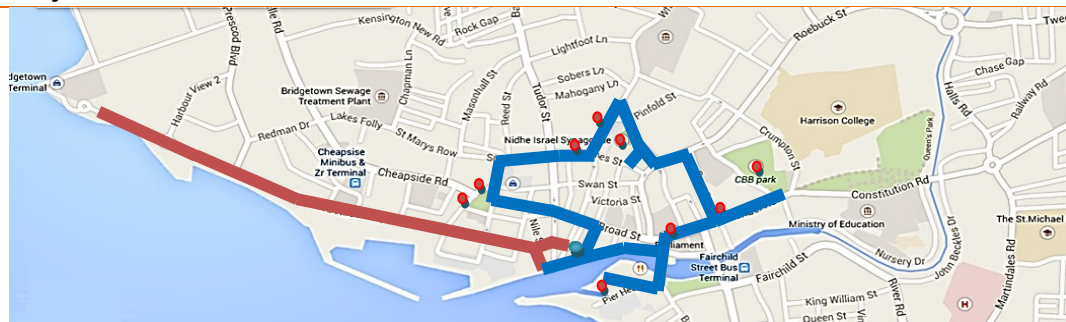 Kensington New Rd
Rock Gap
Roebuck St
Lightfoot Ln
Chase Gap
dgetown
Terminal
Harbour View 2
Chapman Ln
Masonhall St
Reed St
Tudor St
Sobers Ln
Mahogany Ln
Pinfold St
Bridgetown Sewage
Treatment Plant
Halls Rd
Railway Rd
Redman Dr
Lakes Folly
St Marys Row
Nidhe Israel Synagogue
Crumpton St
Harrison College
Queen's Park
Cheapsise
Minibus &
Zr Terminal
Cheapside Rd
Swan St
Victoria St
CBB park
Constitution Rd
Nile S
Broad St
Parliament
Ministry of Education
The St.Michael
Fairchild
Street Bus
Terminal
Fairchild St
Nursery Dr
John Beckles Dr
Martindales Rd
Pier He
King William St
Queen St
River Rd
H